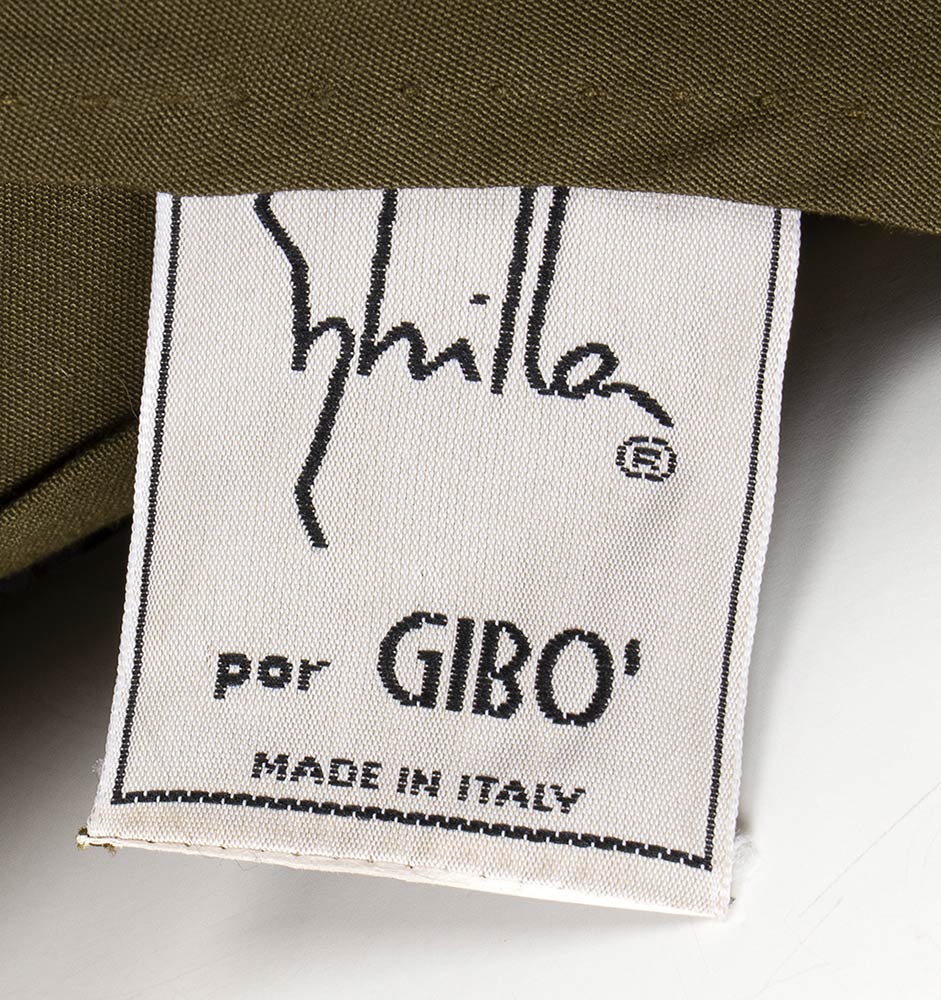 Sybilla
®
por GIBO'
MADE IN ITALY